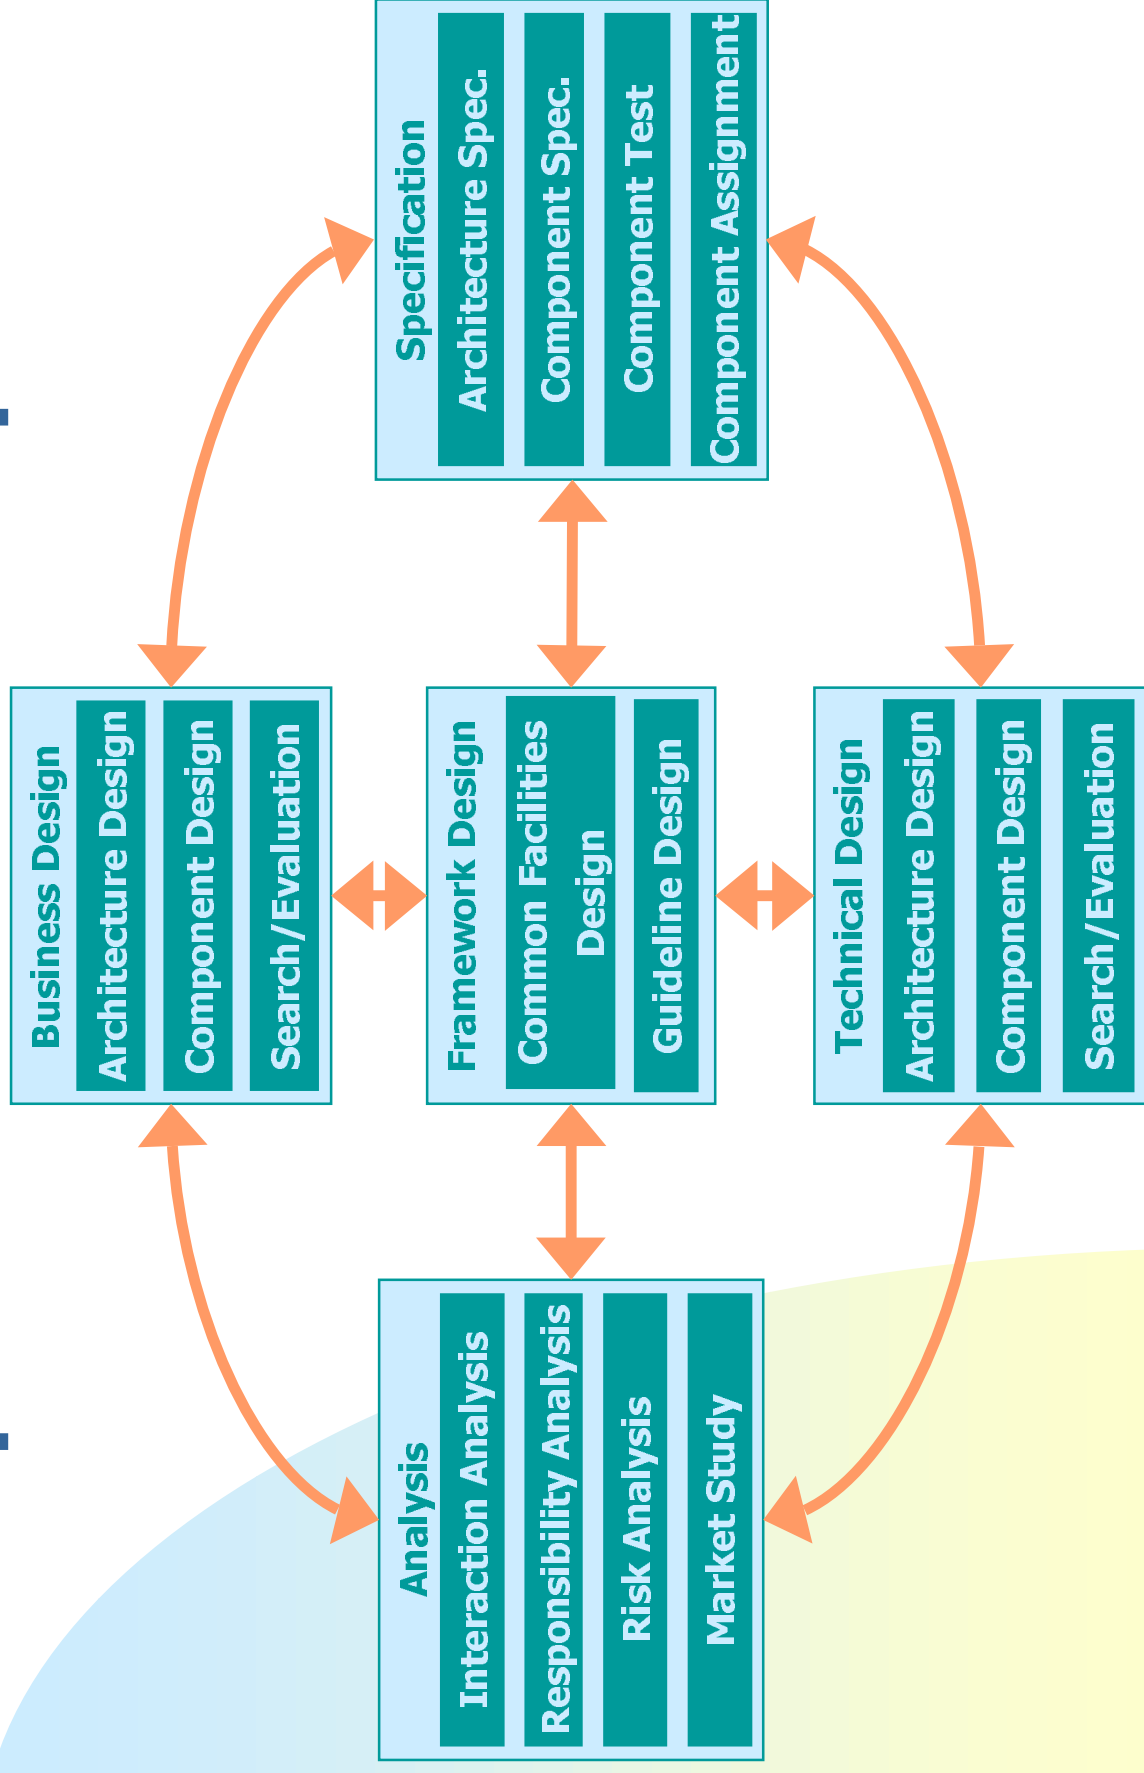 Business Design
Architecture Design
Component Design
Search/Evaluation
Analysis
Interaction Analysis
Responsibility Analysis
Risk Analysis
Market Study
Framework Design
Common Facilities
Design
Guideline Design
Specification
Architecture Spec.
Component Spec.
Component Test
Component Assignment
Technical Design
Architecture Design
Component Design
Search/Evaluation